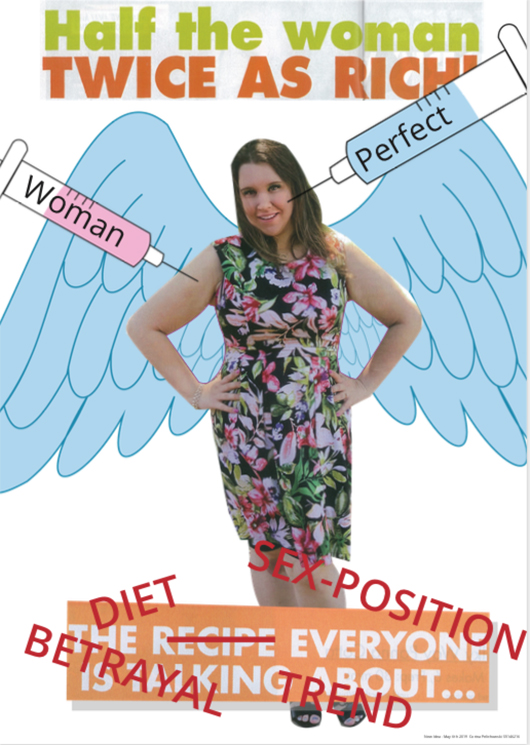 Half the woman
TWICE AS RICH!
Perfect
Woman
SEX-POSITION
DIET
THE RECIPE EVERYONE
BETRAYAL
IS TALKING ABOUT...
TREND